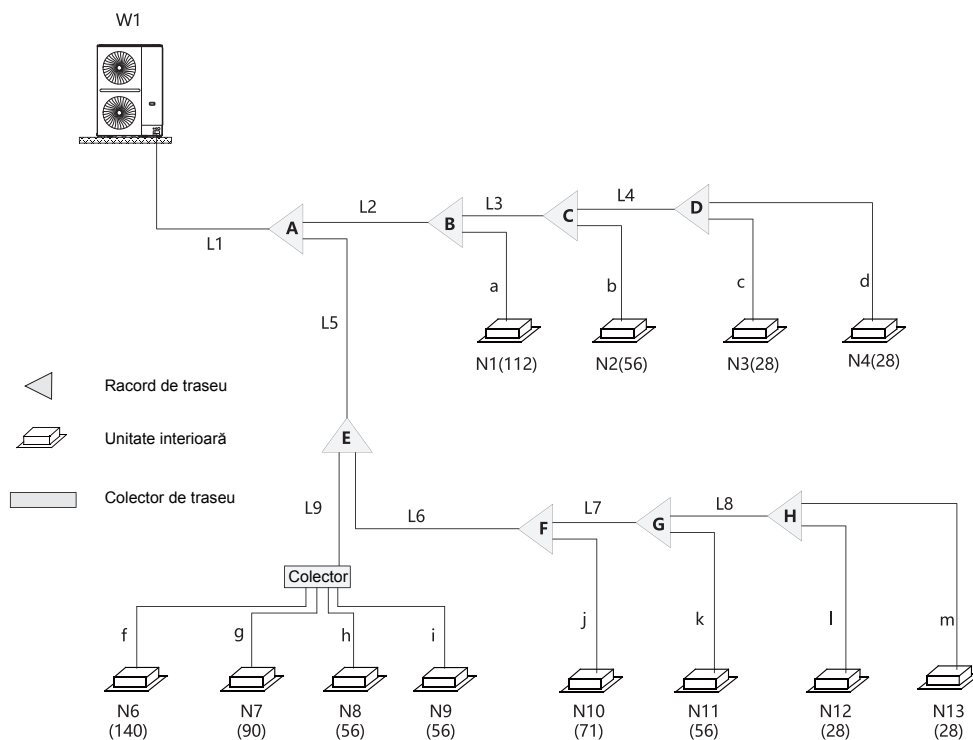 W1
L1
A
L2
B
L3
C
L4
D
a
b
c
d
N1(112)
N2(56)
N3(28)
N4(28)
L5
Racord de traseu
Unitate interioară
Colector de traseu
E
L9
L6
F
L7
G
L8
H
Colector
f
g
h
i
j
k
l
m
N6
(140)
N7
(90)
N8
(56)
N9
(56)
N10
(71)
N11
(56)
N12
(28)
N13
(28)